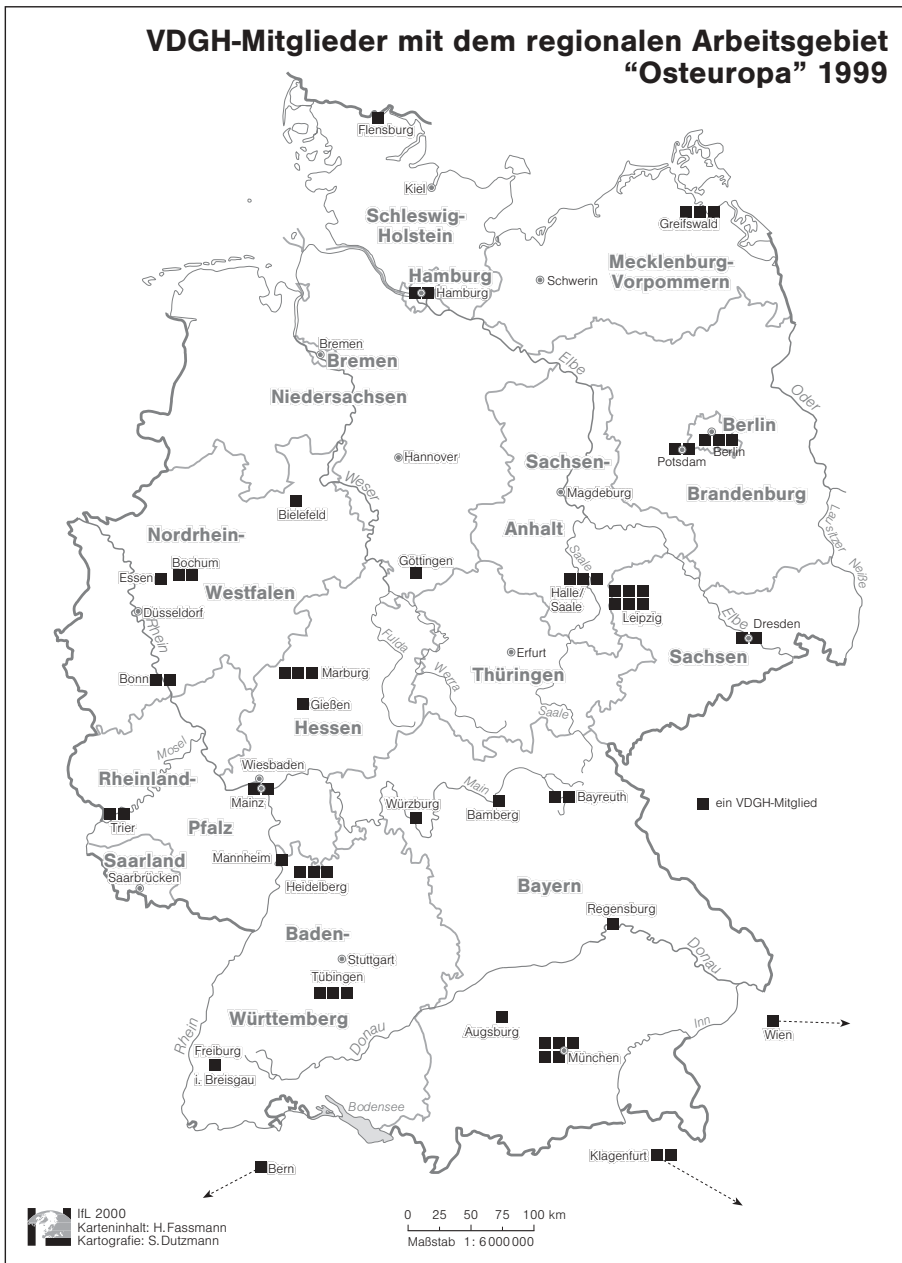 VDGH-Mitglieder mit dem regionalen Arbeitsgebiet
“Osteuropa” 1999
Flensburg
Kiel
Schleswig-
Holstein
Greifswald
Mecklenburg-
Vorpommern
Schwerin
Hamburg
Hamburg
Bremen
Bremen
Niedersachsen
Elbe
Oder
Berlin
Berlin
Potsdam
Brandenburg
Hannover
Sachsen-
Magdeburg
Anhalt
Weser
Lausitzer
Neiße
Bielefeld
Nordrhein-
Bochum
Essen
Westfalen
Göttingen
Saale
Halle/
Saale
Leipzig
Düsseldorf
Rhein
Elbe
Dresden
Sachsen
Fulda
Erfurt
Thüringen
Werra
Saale
Bonn
Marburg
Gießen
Hessen
Mosel
Rheinland-
Wiesbaden
Mainz
Main
Würzburg
Bamberg
Bayreuth
ein VDGH-Mitglied
Trier
Pfalz
Saarland
Saarbrücken
Mannheim
Heidelberg
Bayern
Regensburg
Baden-
Stuttgart
Donau
Tübingen
Württemberg
Augsburg
Inn
Wien
Rhein
Donau
München
Freiburg
i. Breisgau
Bodensee
Klagenfurt
Bern
IfL 2000
Karteninhalt: H. Fassmann
Kartografie: S. Dutzmann
0 25 50 75 100 km
Maßstab 1 : 6 000 000